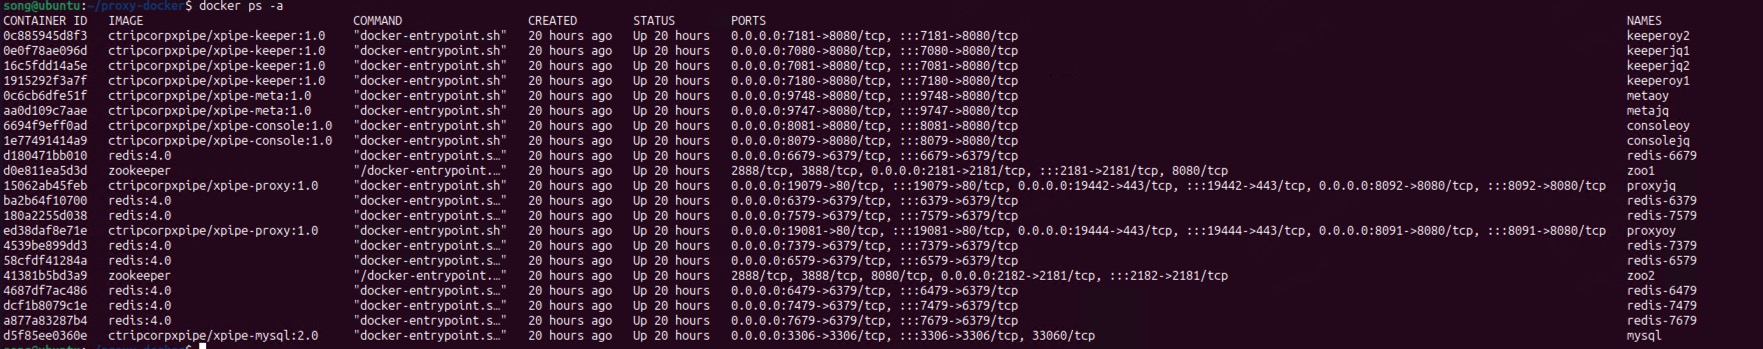 song@ubuntu:~/proxy-docker$ docker ps -a
CONTAINER ID   IMAGE                          COMMAND                  CREATED        STATUS        PORTS                                                                                                                        NAMES
0c885945d8f3   ctripcorpxpipe/xpipe-keeper:1.0    "docker-entrypoint.sh"   20 hours ago   Up 20 hours   0.0.0.0:7181->8080/tcp, :::7181->8080/tcp   keeperoy2
0e0f78ae096d   ctripcorpxpipe/xpipe-keeper:1.0    "docker-entrypoint.sh"   20 hours ago   Up 20 hours   0.0.0.0:7080->8080/tcp, :::7080->8080/tcp   keeperjq1
16c5fdd14a5e   ctripcorpxpipe/xpipe-keeper:1.0    "docker-entrypoint.sh"   20 hours ago   Up 20 hours   0.0.0.0:7081->8080/tcp, :::7081->8080/tcp   keeperjq2
1915292f3a7f   ctripcorpxpipe/xpipe-keeper:1.0    "docker-entrypoint.sh"   20 hours ago   Up 20 hours   0.0.0.0:7180->8080/tcp, :::7180->8080/tcp   keeperoy1
0c6cb6dfe51f   ctripcorpxpipe/xpipe-meta:1.0      "docker-entrypoint.sh"   20 hours ago   Up 20 hours   0.0.0.0:9748->8080/tcp, :::9748->8080/tcp   metaoy
aa0d109c7aae   ctripcorpxpipe/xpipe-meta:1.0      "docker-entrypoint.sh"   20 hours ago   Up 20 hours   0.0.0.0:9747->8080/tcp, :::9747->8080/tcp   metajq
6694f9eff0ad   ctripcorpxpipe/xpipe-console:1.0   "docker-entrypoint.sh"   20 hours ago   Up 20 hours   0.0.0.0:8081->8080/tcp, :::8081->8080/tcp   consoleoy
1e77491414a9   ctripcorpxpipe/xpipe-console:1.0   "docker-entrypoint.sh"   20 hours ago   Up 20 hours   0.0.0.0:8079->8080/tcp, :::8079->8080/tcp   consolejq
d180471bb010   redis:4.0                          "docker-entrypoint.s…"   20 hours ago   Up 20 hours   0.0.0.0:6679->6379/tcp, :::6679->6379/tcp   redis-6679
d0e811ea5d3d   zookeeper                          "/docker-entrypoint.…"   20 hours ago   Up 20 hours   2888/tcp, 3888/tcp, 0.0.0.0:2181->2181/tcp, :::2181->2181/tcp, 8080/tcp   zoo1
15062ab45feb   ctripcorpxpipe/xpipe-proxy:1.0     "docker-entrypoint.sh"   20 hours ago   Up 20 hours   0.0.0.0:19079->80/tcp, :::19079->80/tcp, 0.0.0.0:19442->443/tcp, :::19442->443/tcp, 0.0.0.0:8092->8080/tcp, :::8092->8080/tcp   proxyjq
ba2b64f10700   redis:4.0                          "docker-entrypoint.s…"   20 hours ago   Up 20 hours   0.0.0.0:6379->6379/tcp, :::6379->6379/tcp   redis-6379
180a2255d038   redis:4.0                          "docker-entrypoint.s…"   20 hours ago   Up 20 hours   0.0.0.0:7579->6379/tcp, :::7579->6379/tcp   redis-7579
ed38daf8e71e   ctripcorpxpipe/xpipe-proxy:1.0     "docker-entrypoint.sh"   20 hours ago   Up 20 hours   0.0.0.0:19081->80/tcp, :::19081->80/tcp, 0.0.0.0:19444->443/tcp, :::19444->443/tcp, 0.0.0.0:8091->8080/tcp, :::8091->8080/tcp   proxyoy
4539be899dd3   redis:4.0                          "docker-entrypoint.s…"   20 hours ago   Up 20 hours   0.0.0.0:7379->6379/tcp, :::7379->6379/tcp   redis-7379
58cfdf41284a   redis:4.0                          "docker-entrypoint.s…"   20 hours ago   Up 20 hours   0.0.0.0:6579->6379/tcp, :::6579->6379/tcp   redis-6579
41381b5bd3a9   zookeeper                          "/docker-entrypoint.…"   20 hours ago   Up 20 hours   2888/tcp, 3888/tcp, 8080/tcp, 0.0.0.0:2182->2181/tcp, :::2182->2181/tcp   zoo2
4687df7ac486   redis:4.0                          "docker-entrypoint.s…"   20 hours ago   Up 20 hours   0.0.0.0:6479->6379/tcp, :::6479->6379/tcp   redis-6479
dcf1b8079c1e   redis:4.0                          "docker-entrypoint.s…"   20 hours ago   Up 20 hours   0.0.0.0:7479->6379/tcp, :::7479->6379/tcp   redis-7479
a877a83287b4   redis:4.0                          "docker-entrypoint.s…"   20 hours ago   Up 20 hours   0.0.0.0:7679->6379/tcp, :::7679->6379/tcp   redis-7679
d5f85ee0360e   ctripcorpxpipe/xpipe-mysql:2.0     "docker-entrypoint.s…"   20 hours ago   Up 20 hours   0.0.0.0:3306->3306/tcp, :::3306->3306/tcp, 33060/tcp   mysql
song@ubuntu:~/proxy-docker$